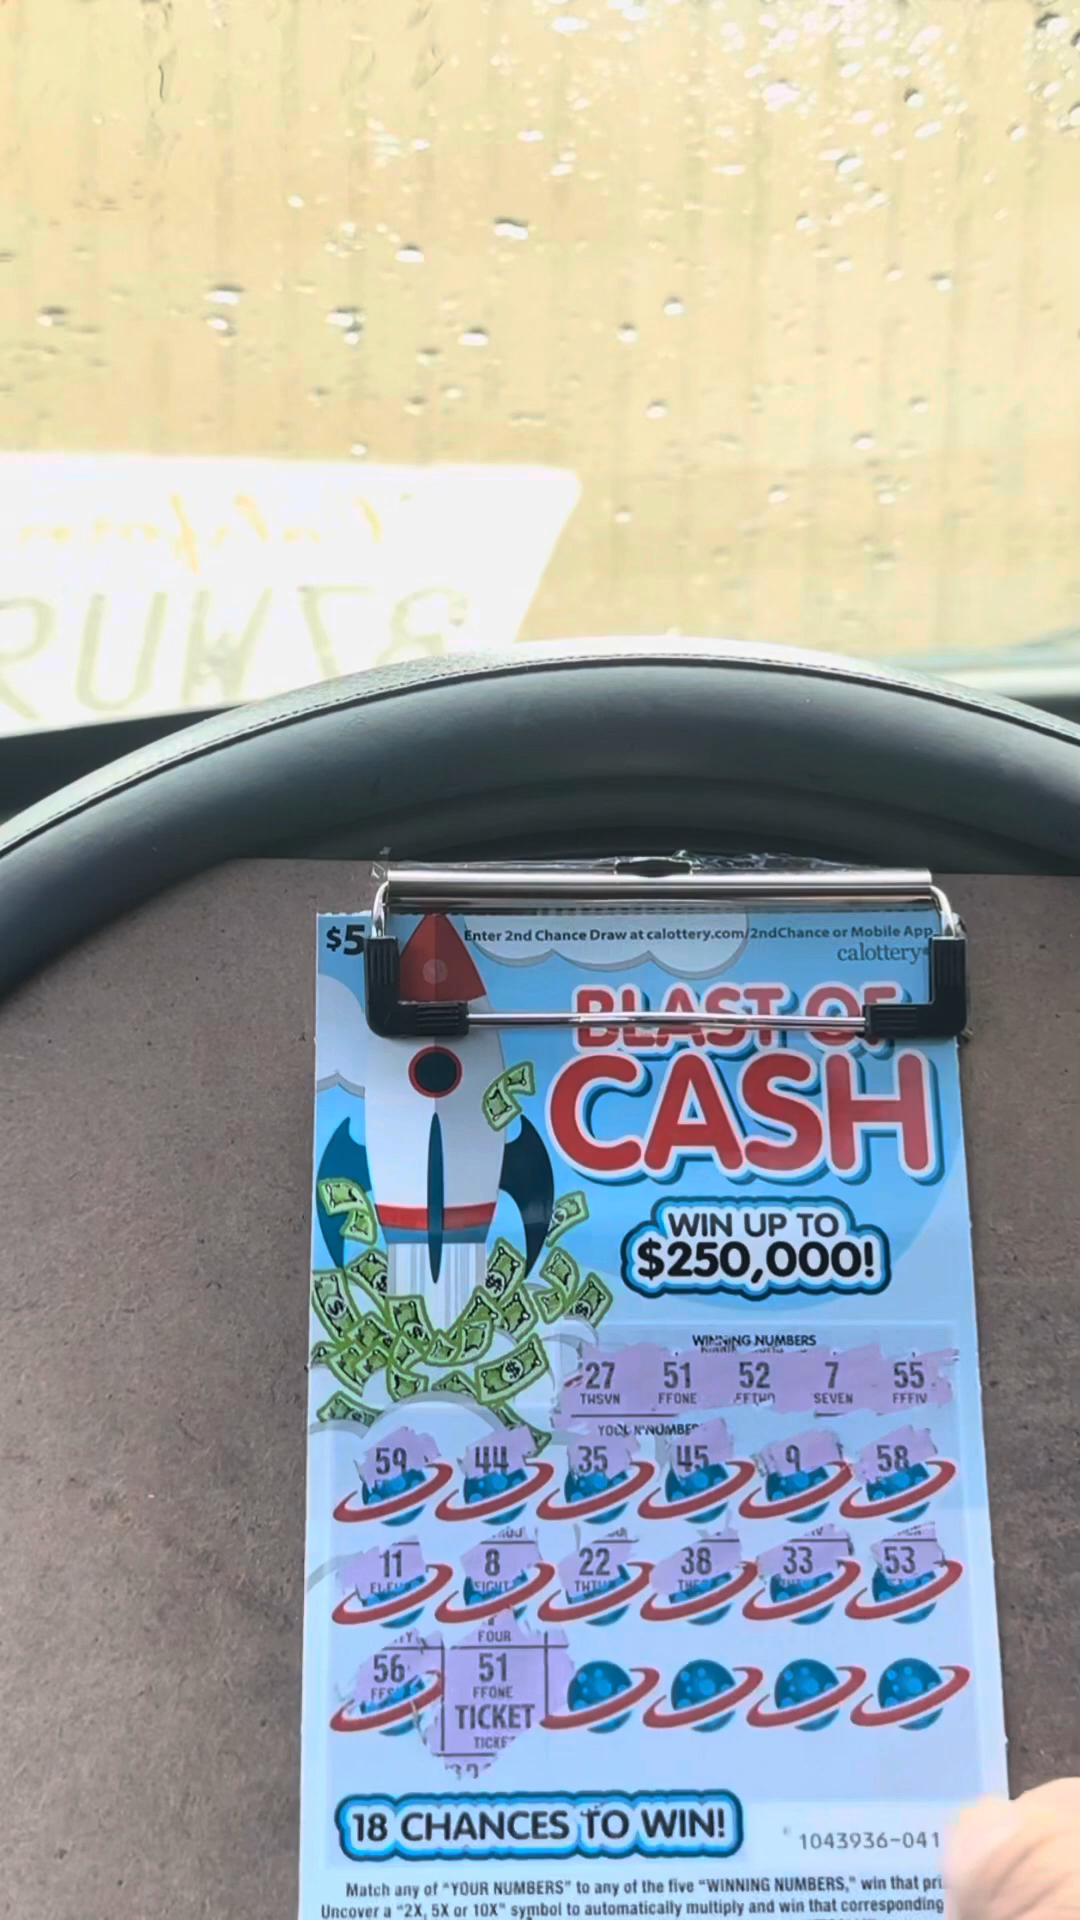 $5
Enter 2nd Chance Draw at calottery.com/2ndChance or Mobile App
calottery
BLAST OF
CASH
WIN UP TO
$250,000!
WINNING NUMBERS
27 51 52 7 55
THSVN FFONE FFTWO SEVEN FFFIV
59 44 35 45 9 58
11 8 22 38 33 53
EIGHT
FOUR
56 51
FFONE
TICKET
18 CHANCES TO WIN!
1043936-041
Match any of "YOUR NUMBERS" to any of the five "WINNING NUMBERS," win that
Uncover a "2X, 5X or 10X" symbol to automatically multiply and win that corresponding